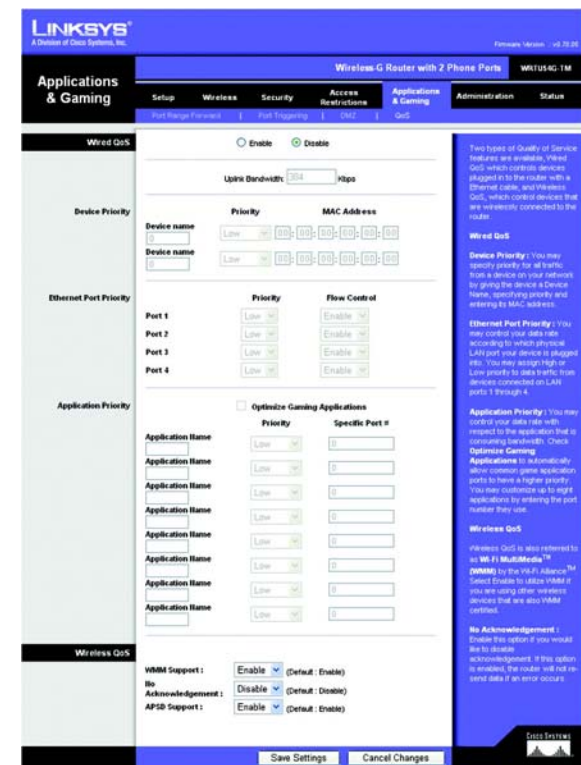 LINKSYS®
A Division of Cisco Systems, Inc.
Firmware Version : v0.70.26
Wireless-G Router with 2 Phone Ports
WRTU54G-TM
Applications & Gaming
Setup
Wireless
Security
Access Restrictions
Applications & Gaming
Administration
Status
Port Range Forward | Port Triggering | DMZ | QoS
Wired QoS
Enable
Disable
Uplink Bandwidth: 384 Kbps
Device Priority
Priority
MAC Address
Device name
0
Low
00 : 00 : 00 : 00 : 00 : 00
Device name
0
Low
00 : 00 : 00 : 00 : 00 : 00
Ethernet Port Priority
Priority
Flow Control
Port 1
Low
Enable
Port 2
Low
Enable
Port 3
Low
Enable
Port 4
Low
Enable
Application Priority
Optimize Gaming Applications
Priority
Specific Port #
Application Name
Low
0
Application Name
Low
0
Application Name
Low
0
Application Name
Low
0
Application Name
Low
0
Application Name
Low
0
Application Name
Low
0
Application Name
Low
0
Wireless QoS
WMM Support :
Enable
(Default : Enable)
No Acknowledgement :
Disable
(Default : Disable)
APSD Support :
Enable
(Default : Enable)
Save Settings
Cancel Changes
Two types of Quality of Service
features are available, Wired
QoS which controls devices
plugged in to the router with a
Ethernet cable, and Wireless
QoS, which control devices that
are wirelessly connected to the
router.
Wired QoS
Device Priority : You may
specify priority for all traffic
from a device on your network
by giving the device a Device
Name, specifying priority and
entering its MAC address.
Ethernet Port Priority : You
may control your data rate
according to which physical
LAN port your device is plugged
into. You may assign High or
Low priority to data traffic from
devices connected on LAN
ports 1 through 4.
Application Priority : You may
control your data rate with
respect to the application that is
consuming bandwidth. Check
Optimize Gaming
Applications to automatically
allow common game application
ports to have a higher priority.
You may customize up to eight
applications by entering the port
number they use.
Wireless QoS
Wireless QoS is also referred to
as Wi-Fi MultiMedia™
(WMM) by the Wi-Fi Alliance™
Select Enable to utilize WMM if
you are using other wireless
devices that are also WMM
certified.
No Acknowledgement :
Enable this option if you would
like to disable
acknowledgement. If this option
is enabled, the router will not re-
send data if an error occurs
CISCO SYSTEMS